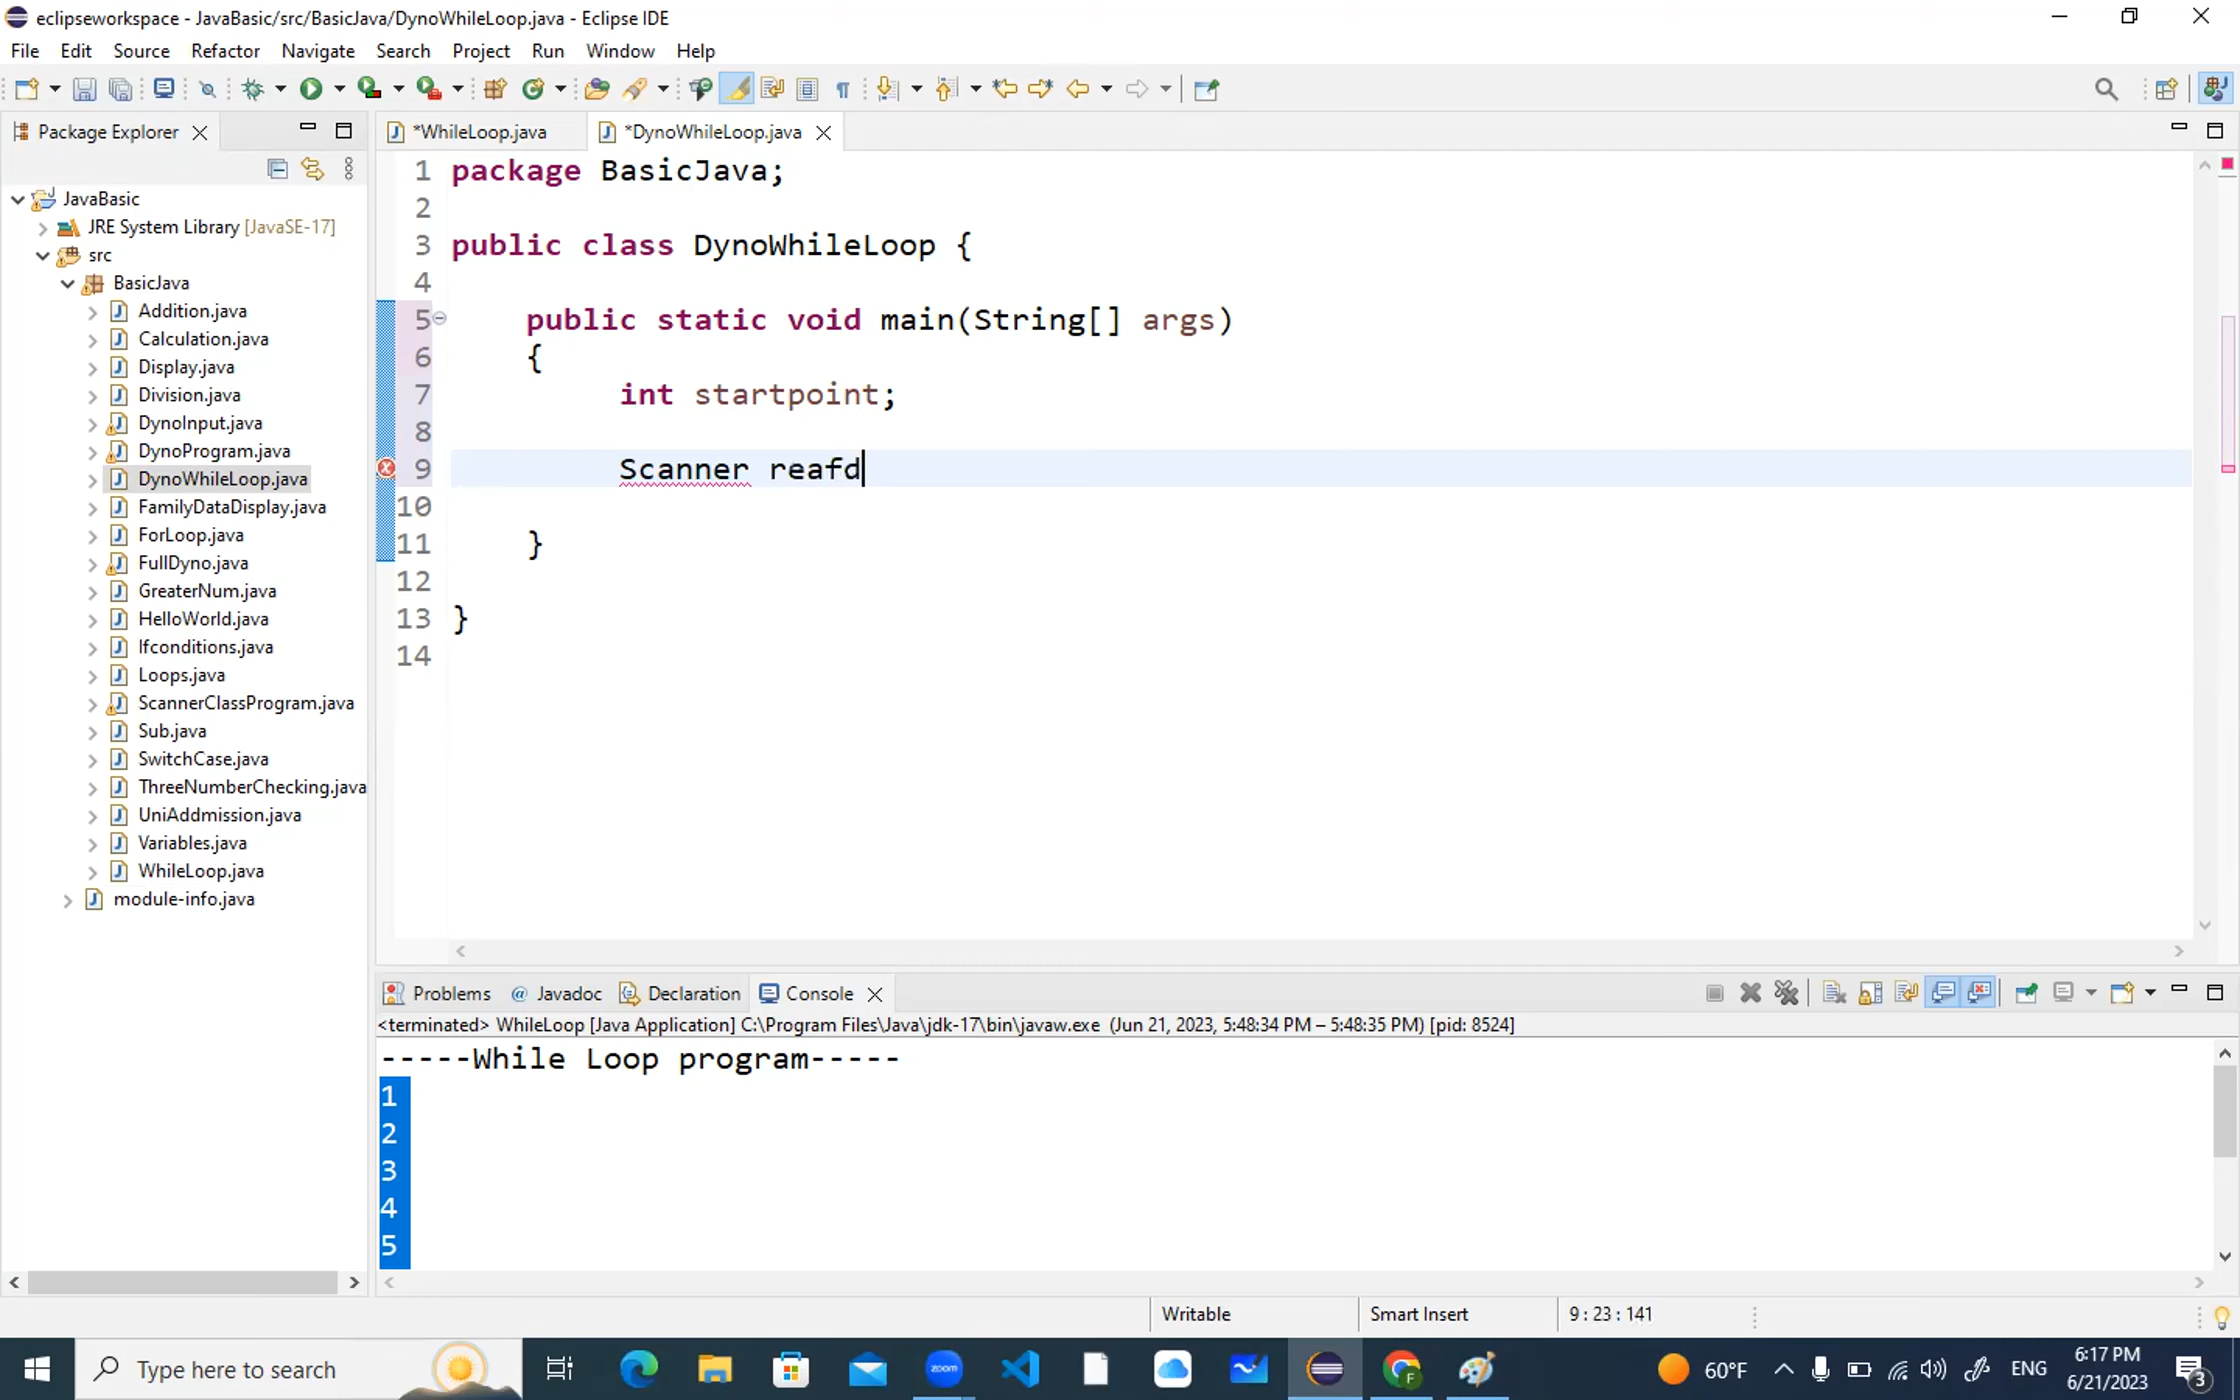 eclipseworkspace - JavaBasic/src/BasicJava/DynoWhileLoop.java - Eclipse IDE
File Edit Source Refactor Navigate Search Project Run Window Help
Package Explorer
*WhileLoop.java
*DynoWhileLoop.java
JavaBasic
JRE System Library [JavaSE-17]
src
BasicJava
Addition.java
Calculation.java
Display.java
Division.java
DynoInput.java
DynoProgram.java
DynoWhileLoop.java
FamilyDataDisplay.java
ForLoop.java
FullDyno.java
GreaterNum.java
HelloWorld.java
Ifconditions.java
Loops.java
ScannerClassProgram.java
Sub.java
SwitchCase.java
ThreeNumberChecking.java
UniAddmission.java
Variables.java
WhileLoop.java
module-info.java
1 package BasicJava;
2
3 public class DynoWhileLoop {
4
5 public static void main(String[] args)
6 {
7 int startpoint;
8
9 Scanner reafd
10
11 }
12
13 }
14
Problems @ Javadoc Declaration Console
<terminated> WhileLoop [Java Application] C:\Program Files\Java\jdk-17\bin\javaw.exe (Jun 21, 2023, 5:48:34 PM – 5:48:35 PM) [pid: 8524]
-----While Loop program-----
1
2
3
4
5
Writable Smart Insert 9 : 23 : 141
Type here to search
zoom
60°F
ENG
6:17 PM
6/21/2023
3